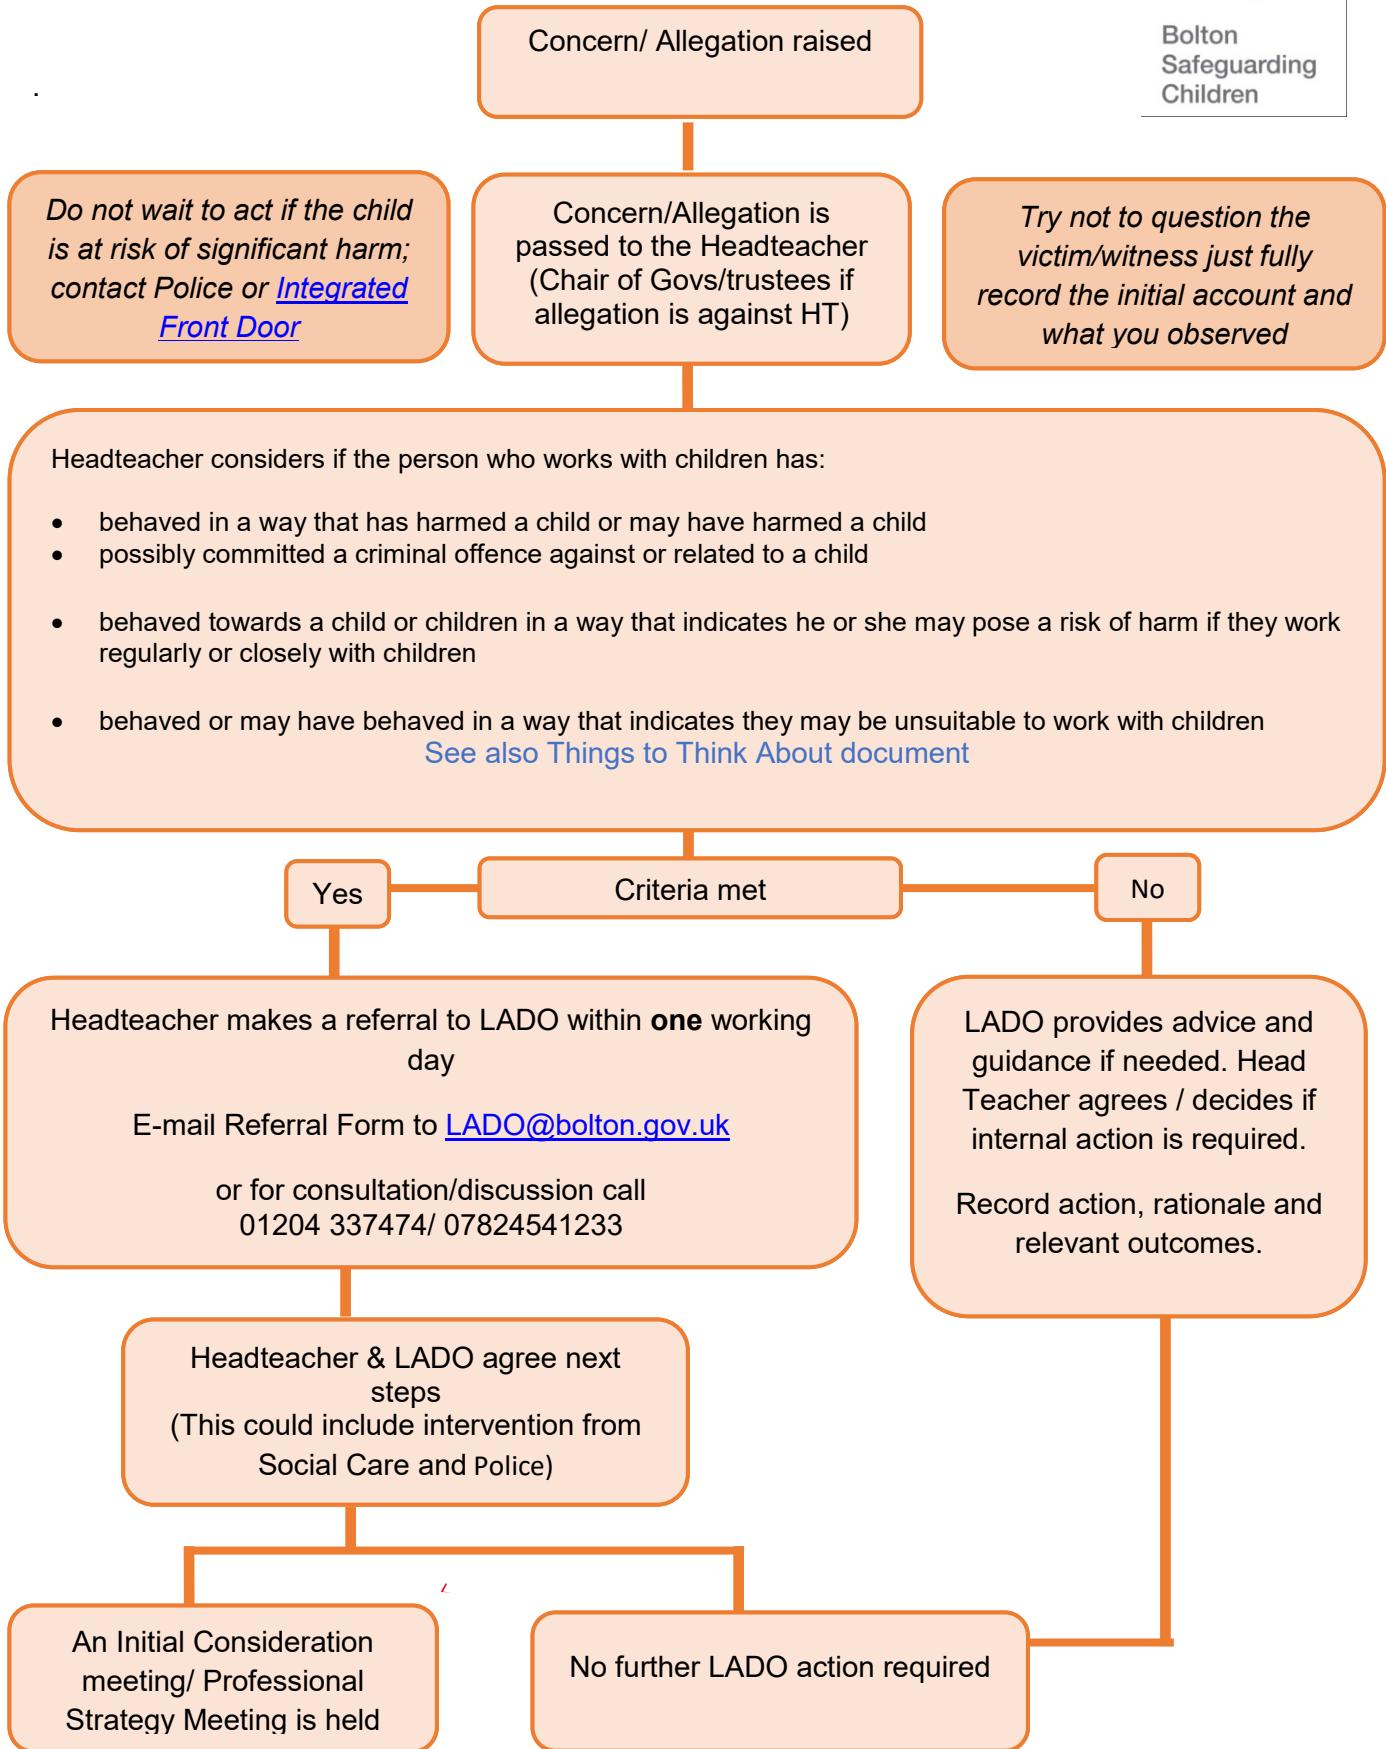 Concern/ Allegation raised
Bolton
Safeguarding
Children
.
Do not wait to act if the child
is at risk of significant harm;
contact Police or Integrated
Front Door
Concern/Allegation is
passed to the Headteacher
(Chair of Govs/trustees if
allegation is against HT)
Try not to question the
victim/witness just fully
record the initial account and
what you observed
Headteacher considers if the person who works with children has:
• behaved in a way that has harmed a child or may have harmed a child
• possibly committed a criminal offence against or related to a child
• behaved towards a child or children in a way that indicates he or she may pose a risk of harm if they work
regularly or closely with children
• behaved or may have behaved in a way that indicates they may be unsuitable to work with children
See also Things to Think About document
Yes
Criteria met
No
Headteacher makes a referral to LADO within one working
day
E-mail Referral Form to LADO@bolton.gov.uk
or for consultation/discussion call
01204 337474/ 07824541233
LADO provides advice and
guidance if needed. Head
Teacher agrees / decides if
internal action is required.
Record action, rationale and
relevant outcomes.
Headteacher & LADO agree next
steps
(This could include intervention from
Social Care and Police)
An Initial Consideration
meeting/ Professional
Strategy Meeting is held
No further LADO action required